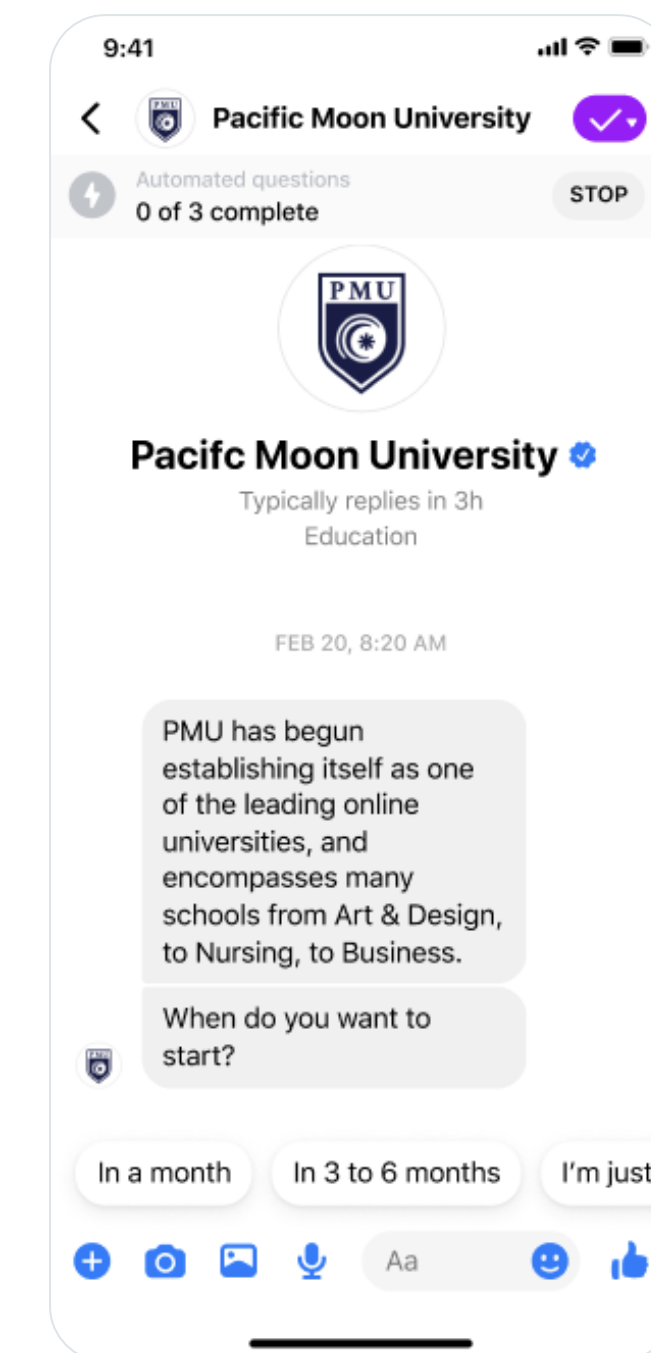 9:41
Pacific Moon University
Automated questions
0 of 3 complete
STOP
PMU
Pacifc Moon University
Typically replies in 3h
Education
FEB 20, 8:20 AM
PMU has begun
establishing itself as one
of the leading online
universities, and
encompasses many
schools from Art & Design,
to Nursing, to Business.
When do you want to
start?
In a month
In 3 to 6 months
I’m just
Aa